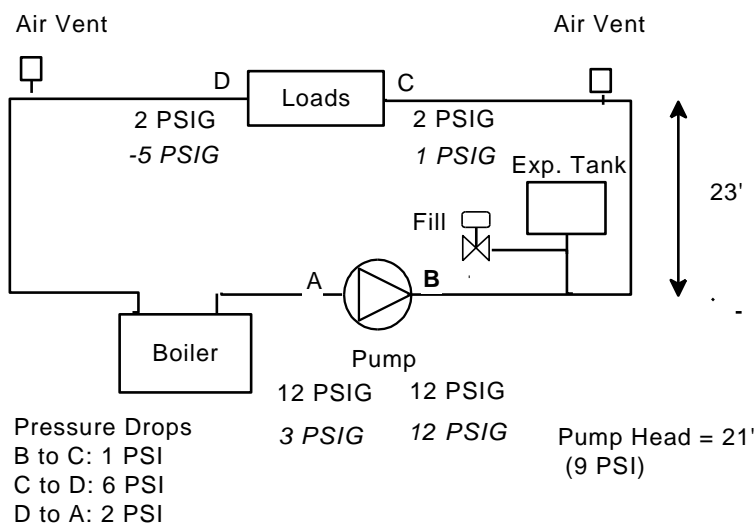 Air Vent
Air Vent
D
Loads
C
2 PSIG
2 PSIG
-5 PSIG
1 PSIG
Exp. Tank
23'
Fill
A
B
Boiler
Pump
12 PSIG
12 PSIG
3 PSIG
12 PSIG
Pressure Drops
B to C: 1 PSI
C to D: 6 PSI
D to A: 2 PSI
Pump Head = 21'
(9 PSI)